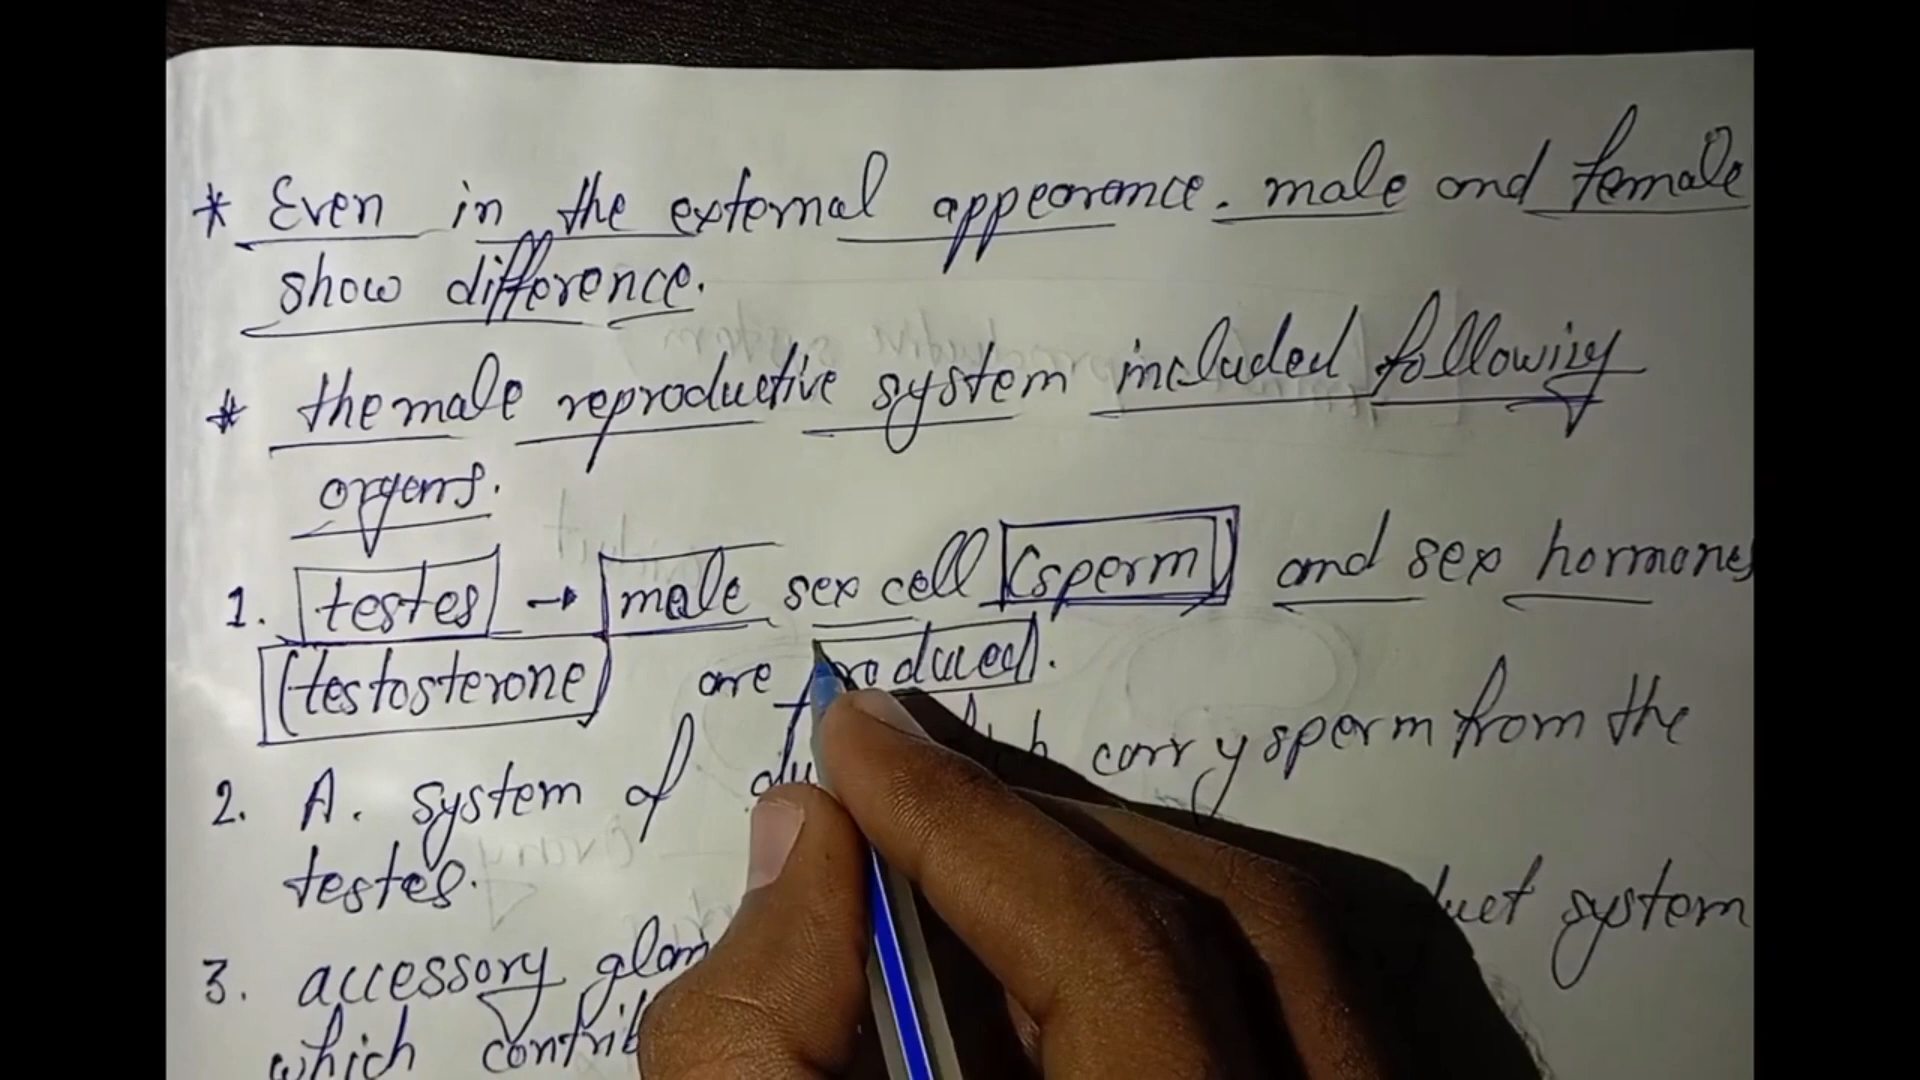 * Even in the external appearance. male and female
show difference.
* the male reproductive system included following
organs.
1. testes → male sex cell (sperm) and sex hormones
(testosterone) are produced.
2. A. system of carry sperm from the
testes.
3. accessory system
which